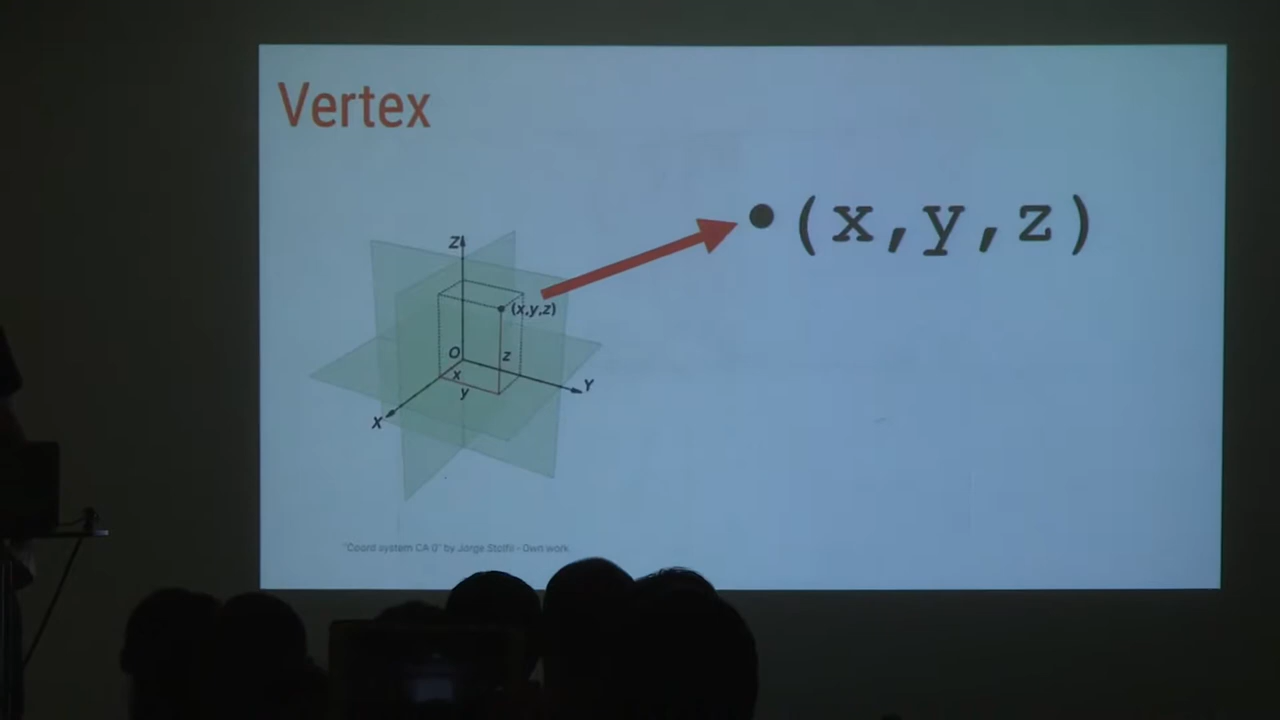 Vertex
(x,y,z)
Z
(x,y,z)
O
z
x
y
Y
X
"Coord system CA 0" by Jorge Stolfi - Own work.